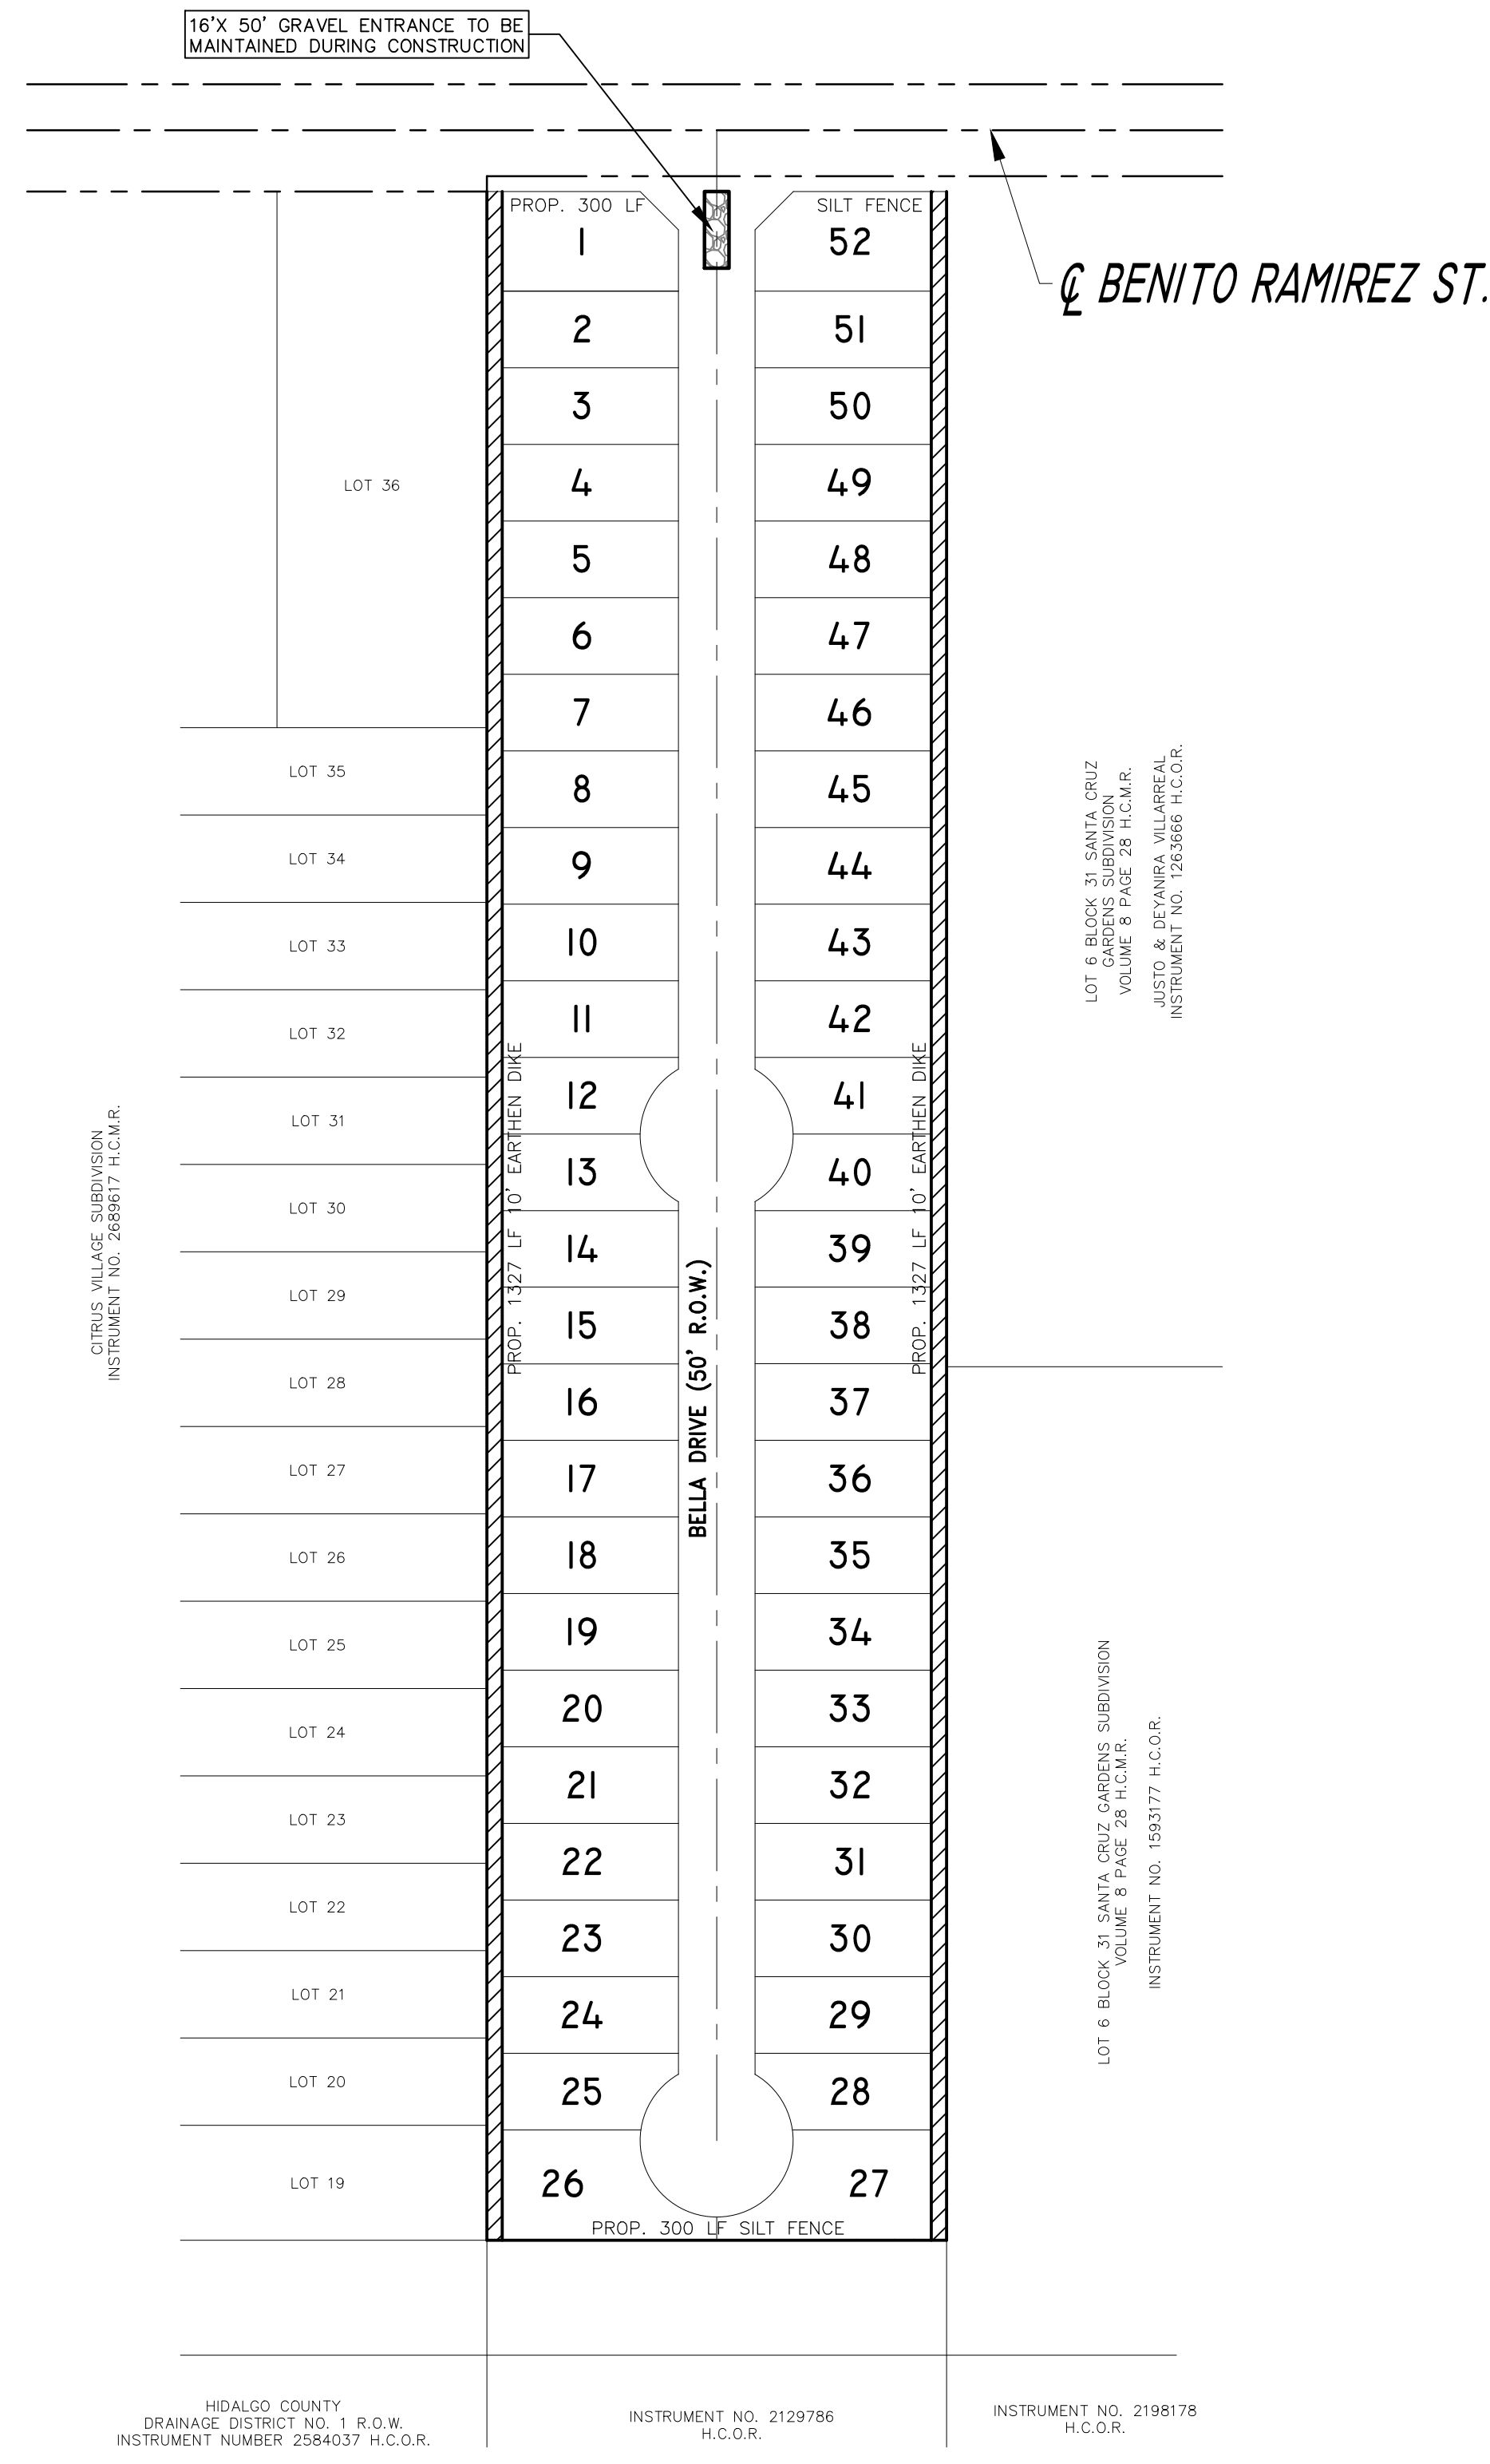 16'X 50' GRAVEL ENTRANCE TO BE
MAINTAINED DURING CONSTRUCTION
℄ BENITO RAMIREZ ST.
PROP. 300 LF
SILT FENCE
1
52
2
51
3
50
4
49
5
48
6
47
7
46
8
45
9
44
10
43
11
42
12
41
13
40
14
39
15
38
16
37
17
36
18
35
19
34
20
33
21
32
22
31
23
30
24
29
25
28
26
27
PROP. 300 LF SILT FENCE
PROP. 1327 LF 10' EARTHEN DIKE
PROP. 1327 LF 10' EARTHEN DIKE
BELLA DRIVE (50' R.O.W.)
LOT 36
LOT 35
LOT 34
LOT 33
LOT 32
LOT 31
LOT 30
LOT 29
LOT 28
LOT 27
LOT 26
LOT 25
LOT 24
LOT 23
LOT 22
LOT 21
LOT 20
LOT 19
CITRUS VILLAGE SUBDIVISION
INSTRUMENT NO. 2689617 H.C.M.R.
LOT 6 BLOCK 31 SANTA CRUZ
GARDENS SUBDIVISION
VOLUME 8 PAGE 28 H.C.M.R.
JUSTO & DEYANIRA VILLARREAL
INSTRUMENT NO. 1263666 H.C.O.R.
LOT 6 BLOCK 31 SANTA CRUZ GARDENS SUBDIVISION
VOLUME 8 PAGE 28 H.C.M.R.
INSTRUMENT NO. 1593177 H.C.O.R.
HIDALGO COUNTY
DRAINAGE DISTRICT NO. 1 R.O.W.
INSTRUMENT NUMBER 2584037 H.C.O.R.
INSTRUMENT NO. 2129786
H.C.O.R.
INSTRUMENT NO. 2198178
H.C.O.R.